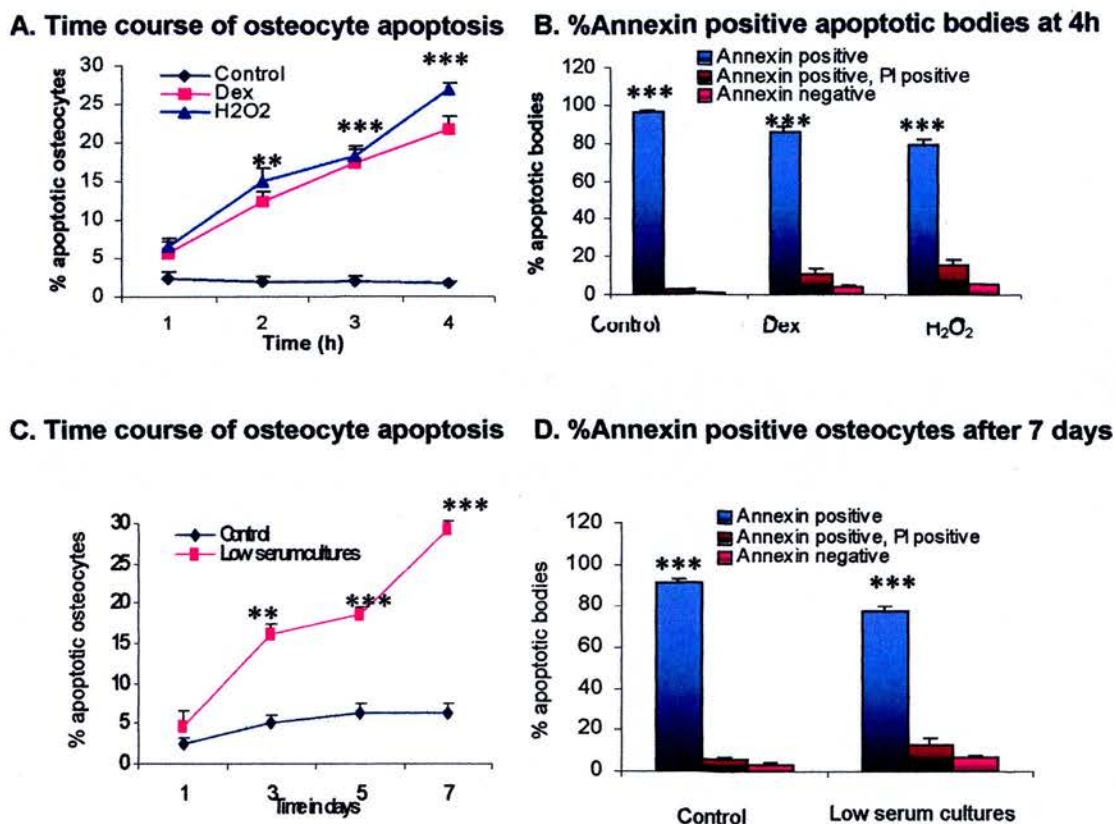 A. Time course of osteocyte apoptosis
% apoptotic osteocytes
30
25
20
15
10
5
0
Control
Dex
H2O2
**
***
***
1
2
3
4
Time (h)
B. %Annexin positive apoptotic bodies at 4h
% apoptotic bodies
120
100
80
60
40
20
0
Annexin positive
Annexin positive, PI positive
Annexin negative
***
***
***
Control
Dex
H₂O₂
C. Time course of osteocyte apoptosis
% apoptotic osteocytes
30
25
20
15
10
5
0
Control
Low serum cultures
**
***
***
1
3
5
7
Time in days
D. %Annexin positive osteocytes after 7 days
% apoptotic bodies
120
100
80
60
40
20
0
Annexin positive
Annexin positive, PI positive
Annexin negative
***
***
Control
Low serum cultures